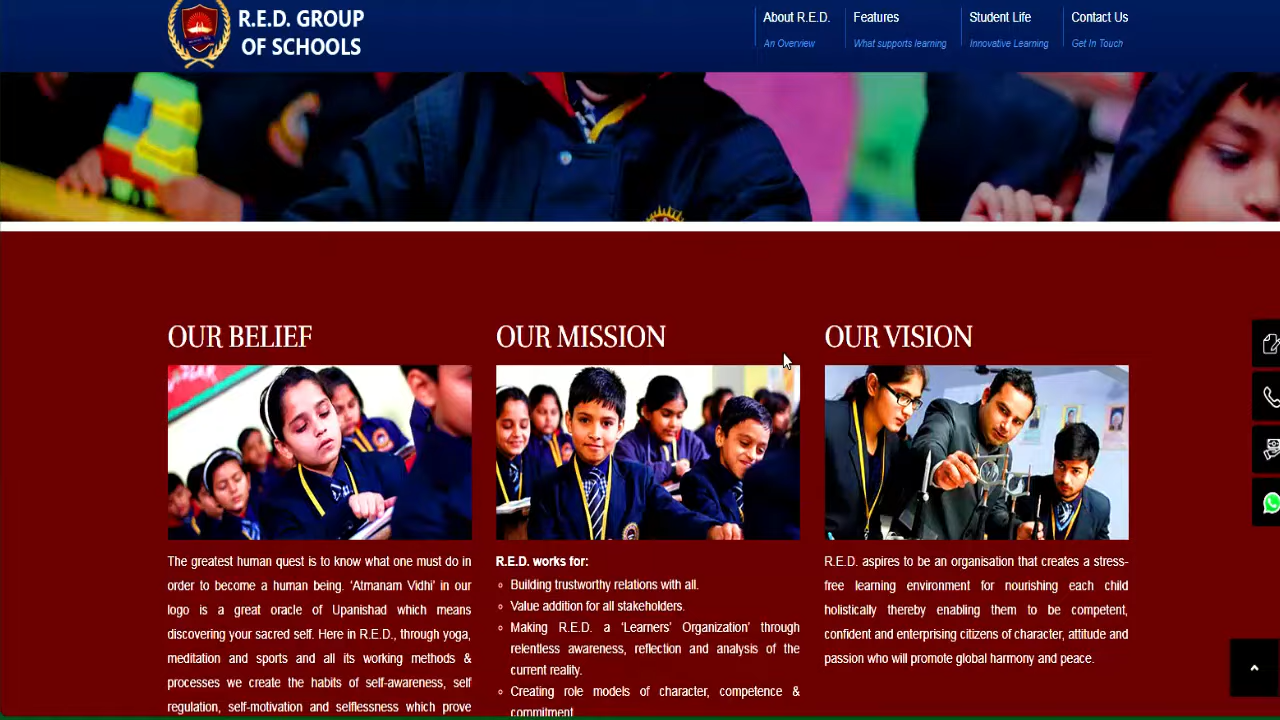 R.E.D. GROUP
OF SCHOOLS
About R.E.D.
An Overview
Features
What supports learning
Student Life
Innovative Learning
Contact Us
Get In Touch
OUR BELIEF
The greatest human quest is to know what one must do in
order to become a human being. ‘Atmanam Vidhi’ in our
logo is a great oracle of Upanishad which means
discovering your sacred self. Here in R.E.D., through yoga,
meditation and sports and all its working methods &
processes we create the habits of self-awareness, self
regulation, self-motivation and selflessness which prove
OUR MISSION
R.E.D. works for:
Building trustworthy relations with all.
Value addition for all stakeholders.
Making R.E.D. a ‘Learners’ Organization’ through
relentless awareness, reflection and analysis of the
current reality.
Creating role models of character, competence &
commitment
OUR VISION
R.E.D. aspires to be an organisation that creates a stress-
free learning environment for nourishing each child
holistically thereby enabling them to be competent,
confident and enterprising citizens of character, attitude and
passion who will promote global harmony and peace.